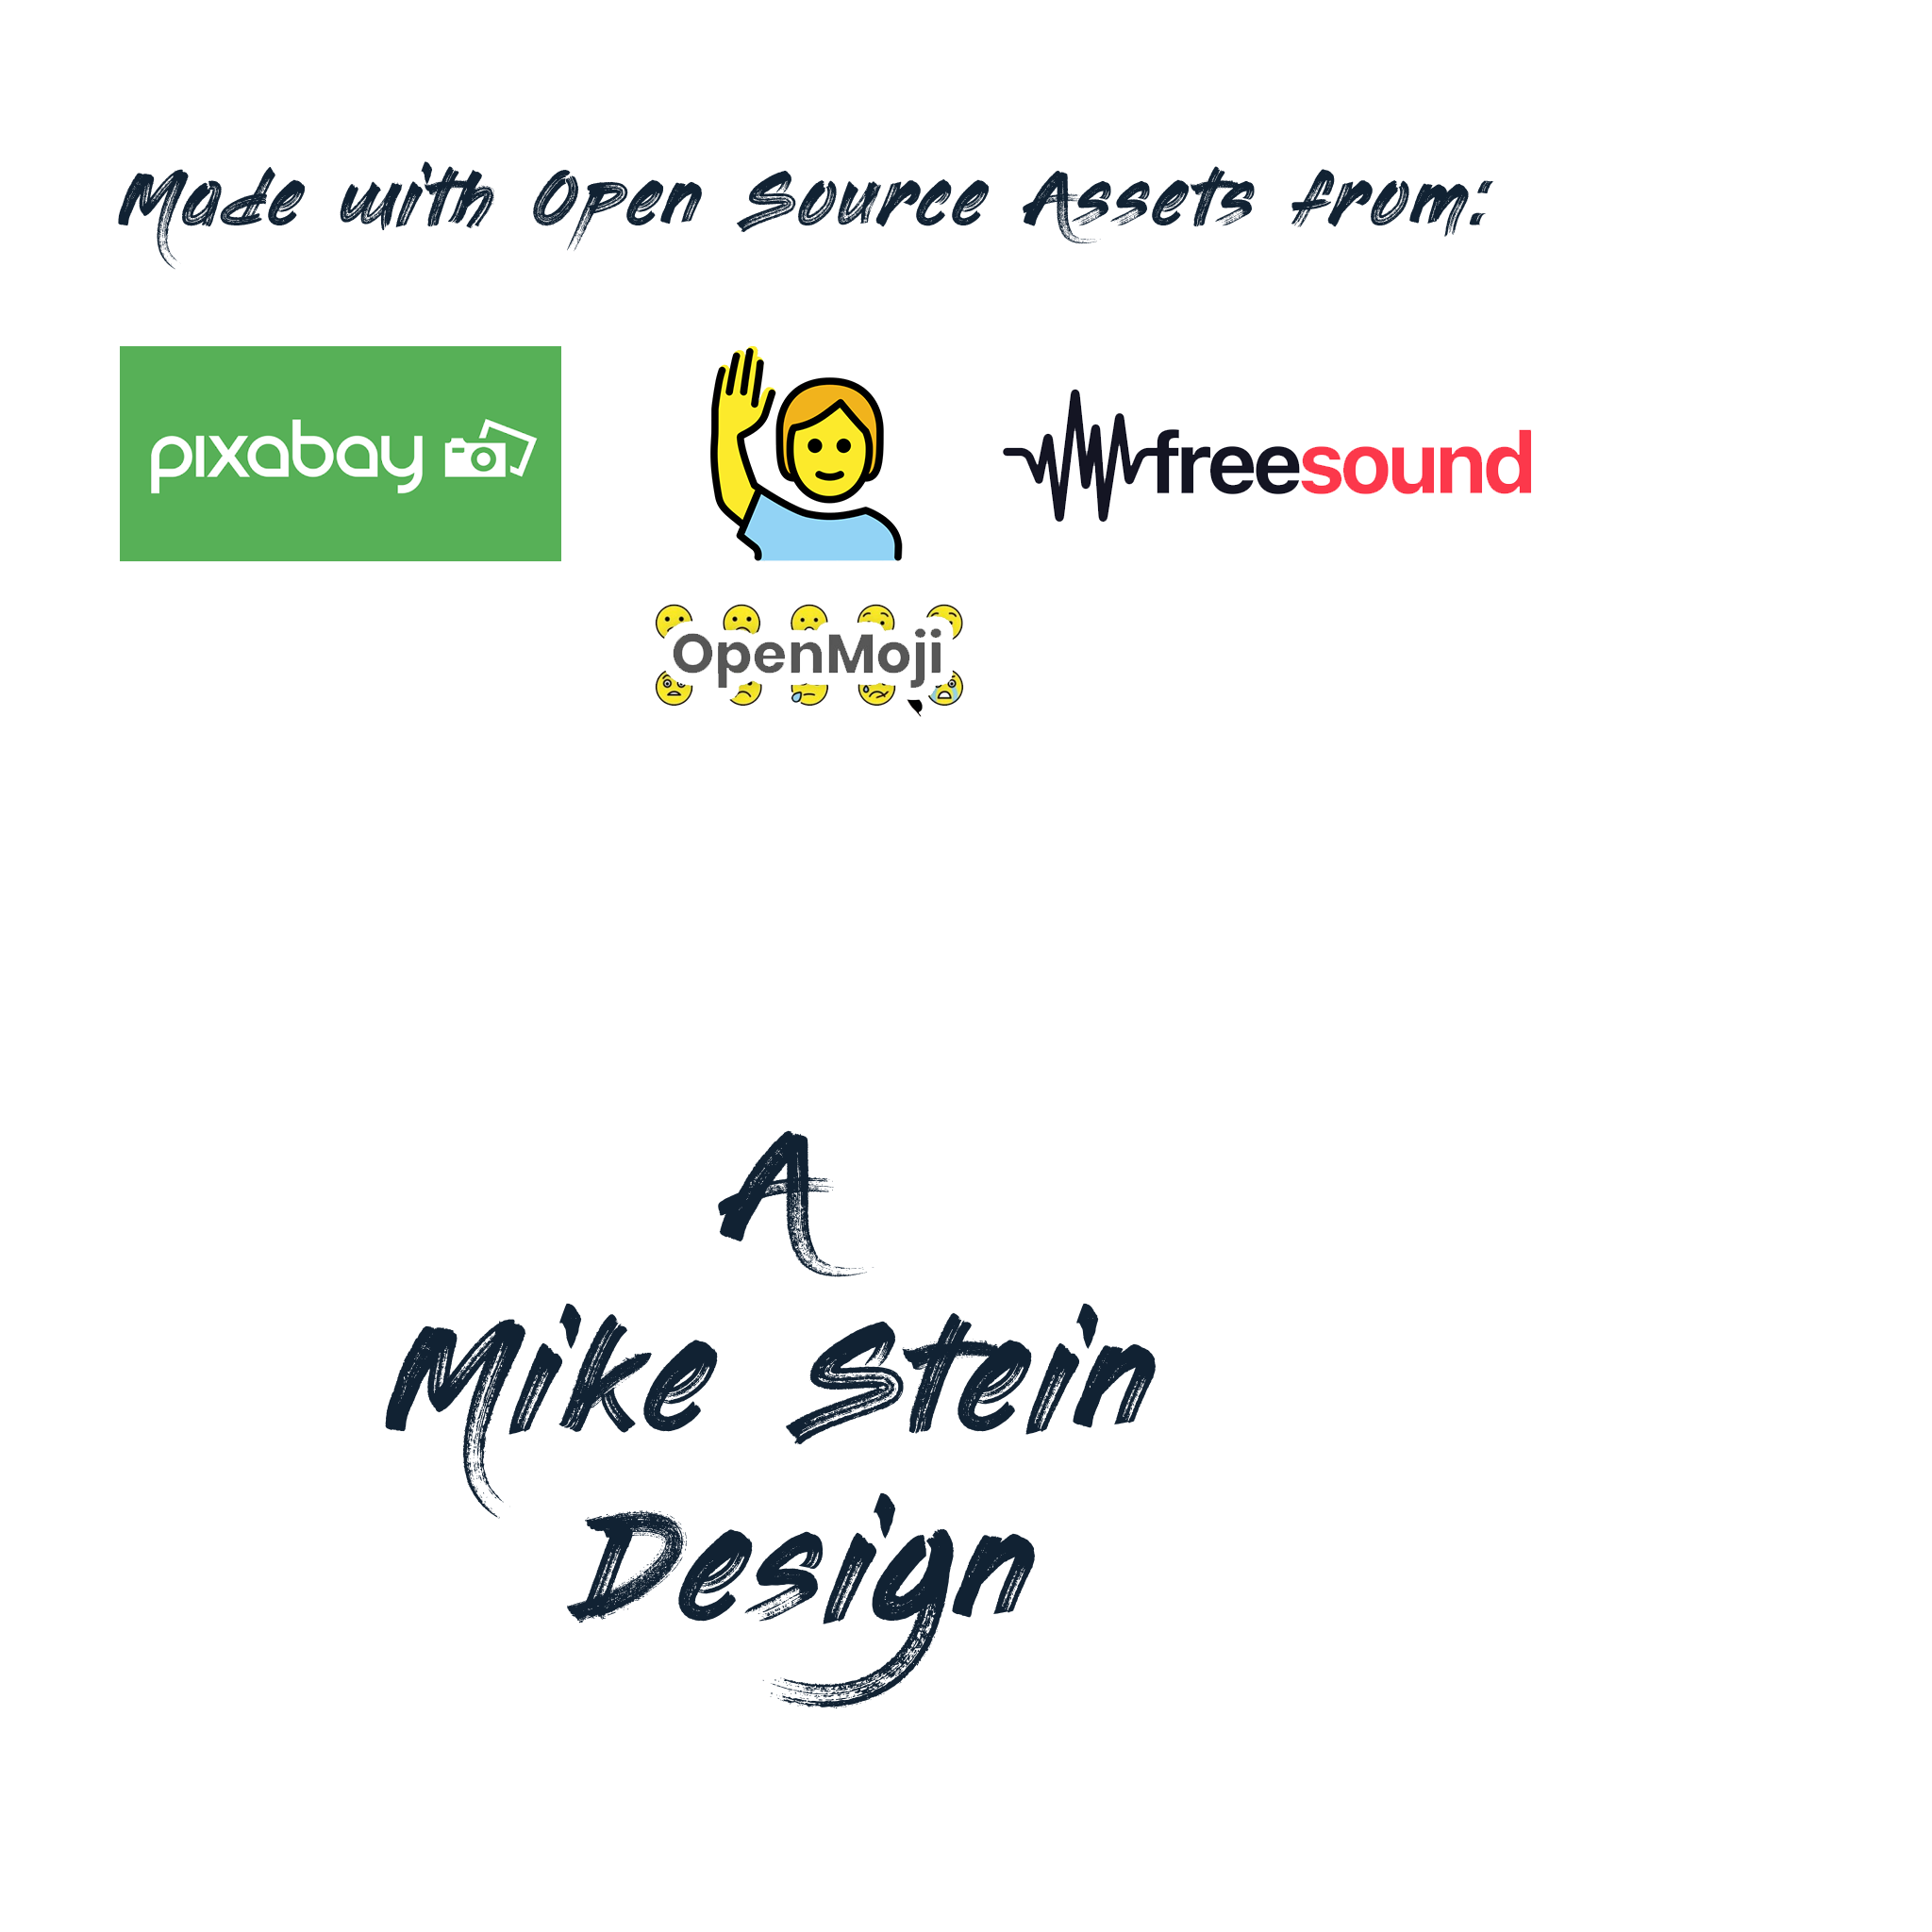 Made with Open Source Assets from:
pixabay
freesound
OpenMoji
A
Mike Stein
Design